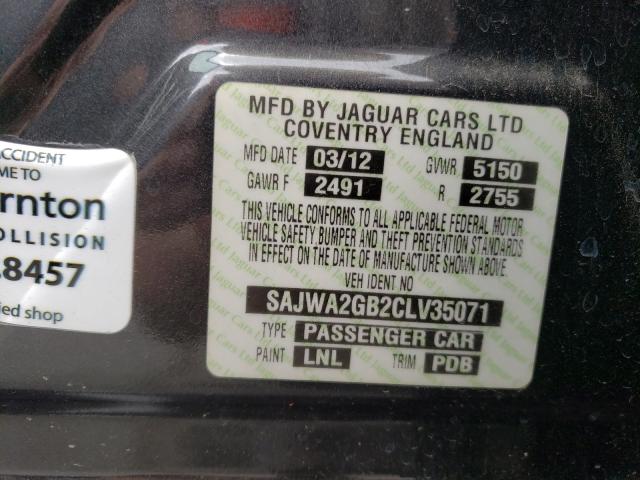 ACCIDENT
ME TO
rnton
OLLISION
8457
ied shop
MFD BY JAGUAR CARS LTD
COVENTRY ENGLAND
MFD DATE 03/12 GVWR 5150
GAWR F 2491 R 2755
THIS VEHICLE CONFORMS TO ALL APPLICABLE FEDERAL MOTOR
VEHICLE SAFETY,BUMPER AND THEFT PREVENTION STANDARDS
IN EFFECT ON THE DATE OF MANUFACTURE SHOWN ABOVE.
VEH IDENT NO
SAJWA2GB2CLV35071
TYPE PASSENGER CAR
PAINT LNL TRIM PDB